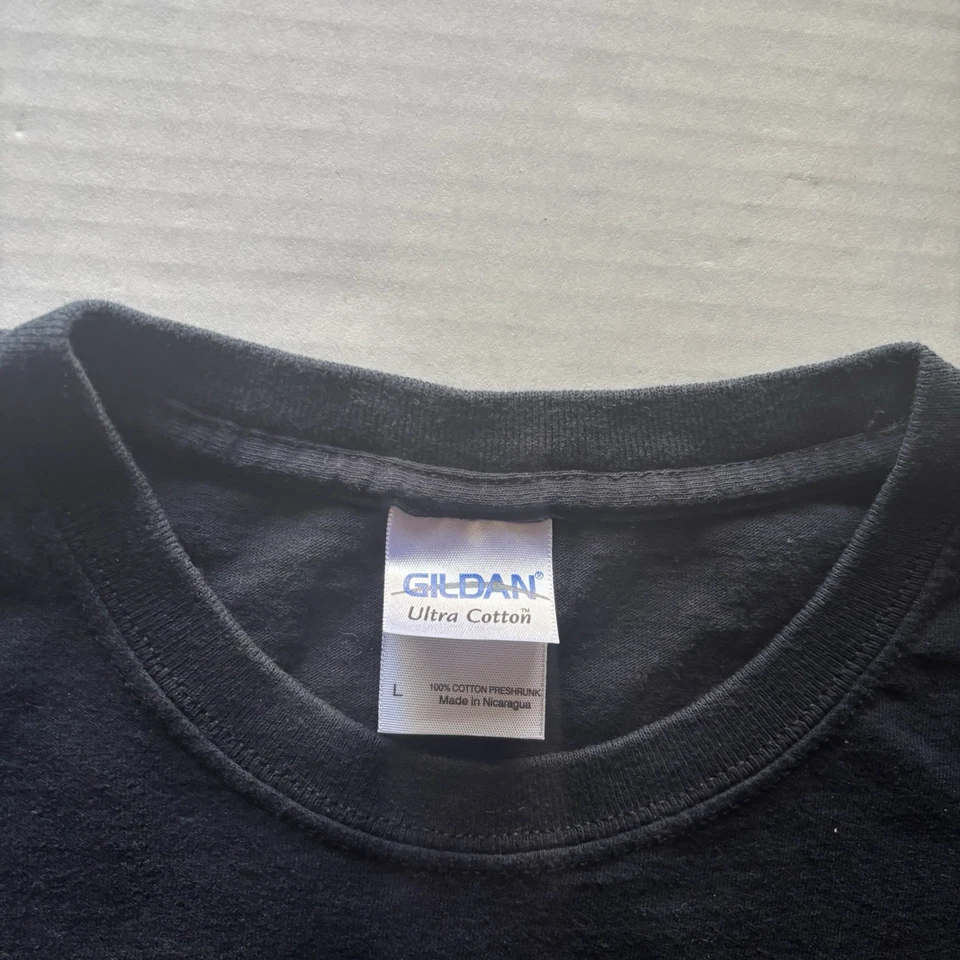 GILDAN®
Ultra Cotton™
L
100% COTTON PRESHRUNK
Made in Nicaragua